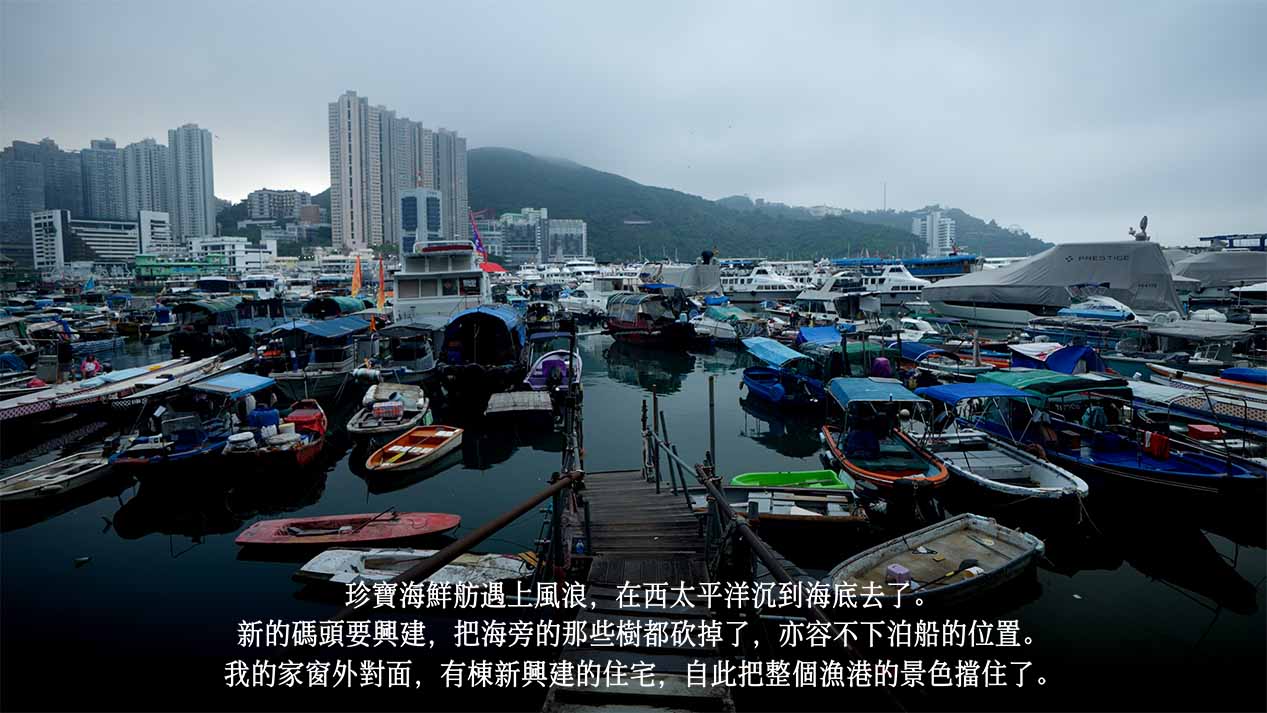 PRESTIGE
珍寶海鮮舫遇上風浪，在西太平洋沉到海底去了。
新的碼頭要興建，把海旁的那些樹都砍掉了，亦容不下泊船的位置。
我的家窗外對面，有棟新興建的住宅，自此把整個漁港的景色擋住了。